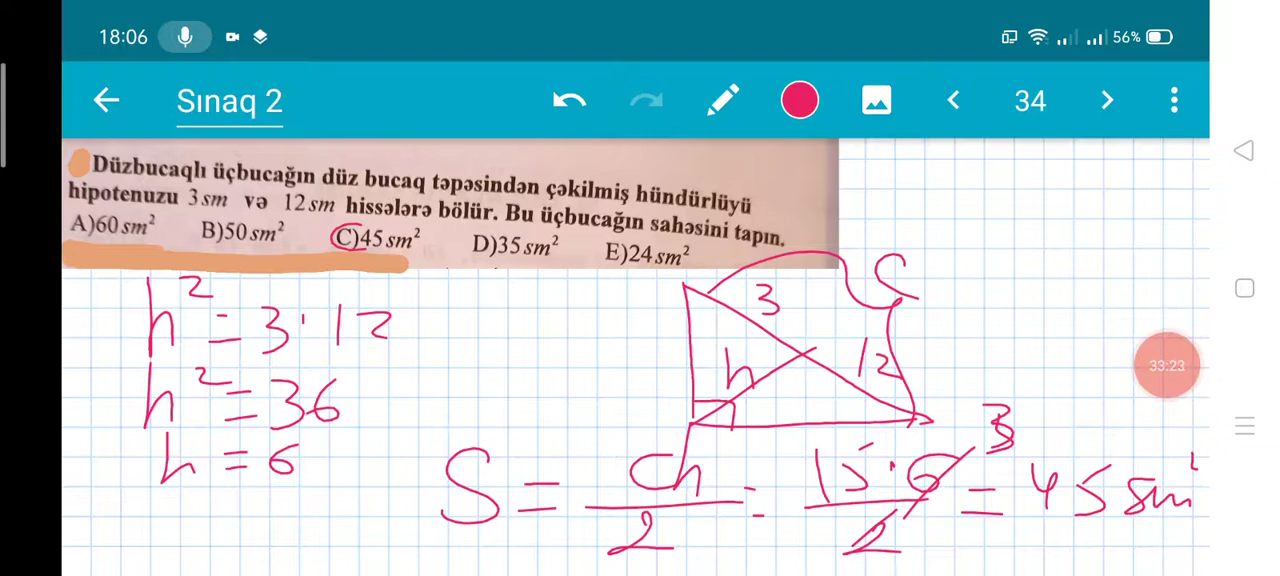 18:06
56%
Sınaq 2
34
Düzbucaqlı üçbucağın düz bucaq təpəsindən çəkilmiş hündürlüyü
hipotenuzu 3 sm və 12 sm hissələrə bölür. Bu üçbucağın sahəsini tapın.
A)60 sm² B)50 sm² C)45 sm² D)35 sm² E)24 sm²
h² = 3·12
h² = 36
h = 6
3
C
h
12
33:23
S = Ch/2 = 15·6/2 = 45 sm²
3